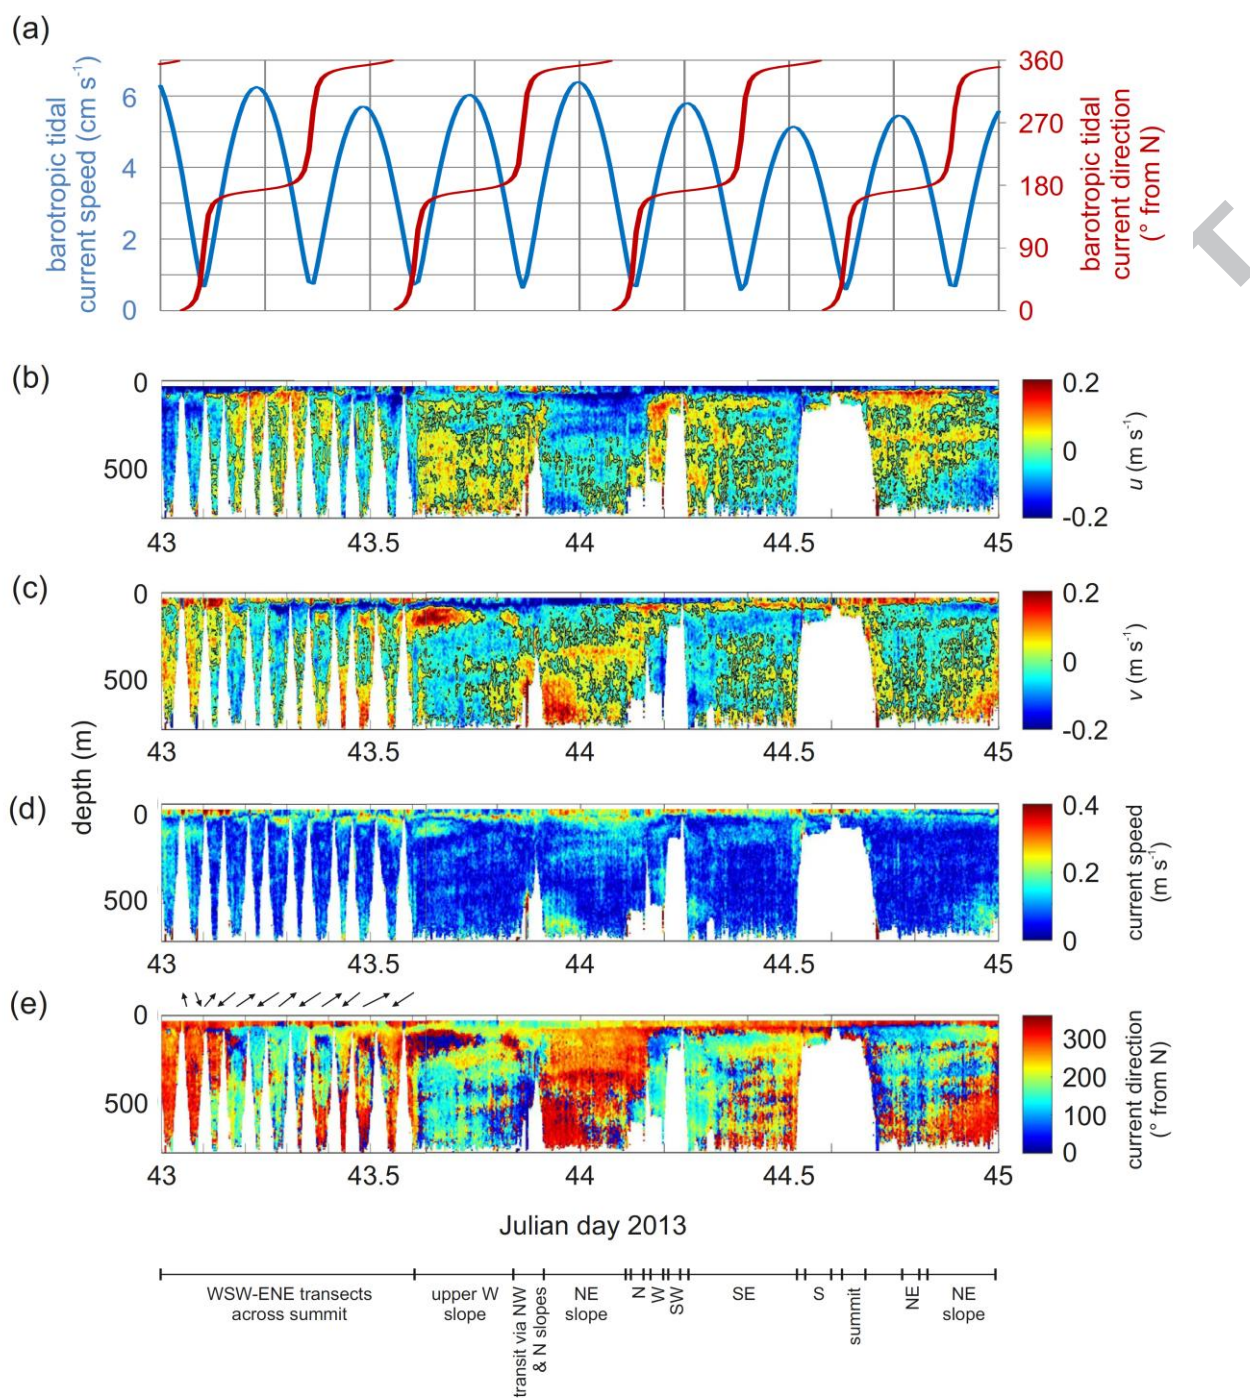 (a)
barotropic tidal
current speed (cm s⁻¹)
6
4
2
0
360
270
180
90
0
barotropic tidal
current direction
(° from N)
(b)
0
500
43
43.5
44
44.5
45
0.2
0
-0.2
u (m s⁻¹)
(c)
0
500
43
43.5
44
44.5
45
0.2
0
-0.2
v (m s⁻¹)
depth (m)
(d)
0
500
43
43.5
44
44.5
45
0.4
0.2
0
current speed
(m s⁻¹)
(e)
0
500
43
43.5
44
44.5
45
300
200
100
0
current direction
(° from N)
Julian day 2013
WSW-ENE transects
across summit
upper W
slope
transit via NW
& N slopes
NE
slope
N
W
SW
SE
S
summit
NE
NE
slope